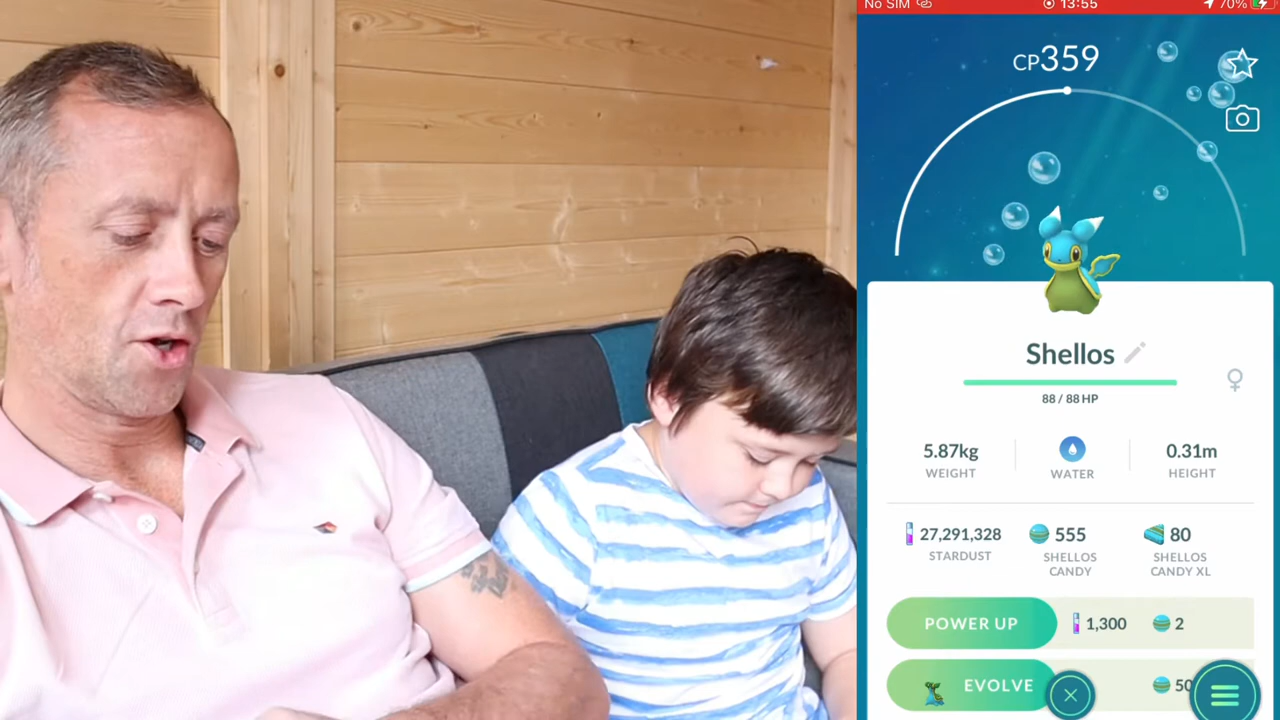 No SIM 13:55 70%
CP359
Shellos
88 / 88 HP
5.87kg
WEIGHT
WATER
0.31m
HEIGHT
27,291,328
STARDUST
555
SHELLOS
CANDY
80
SHELLOS
CANDY XL
POWER UP 1,300 2
EVOLVE 50